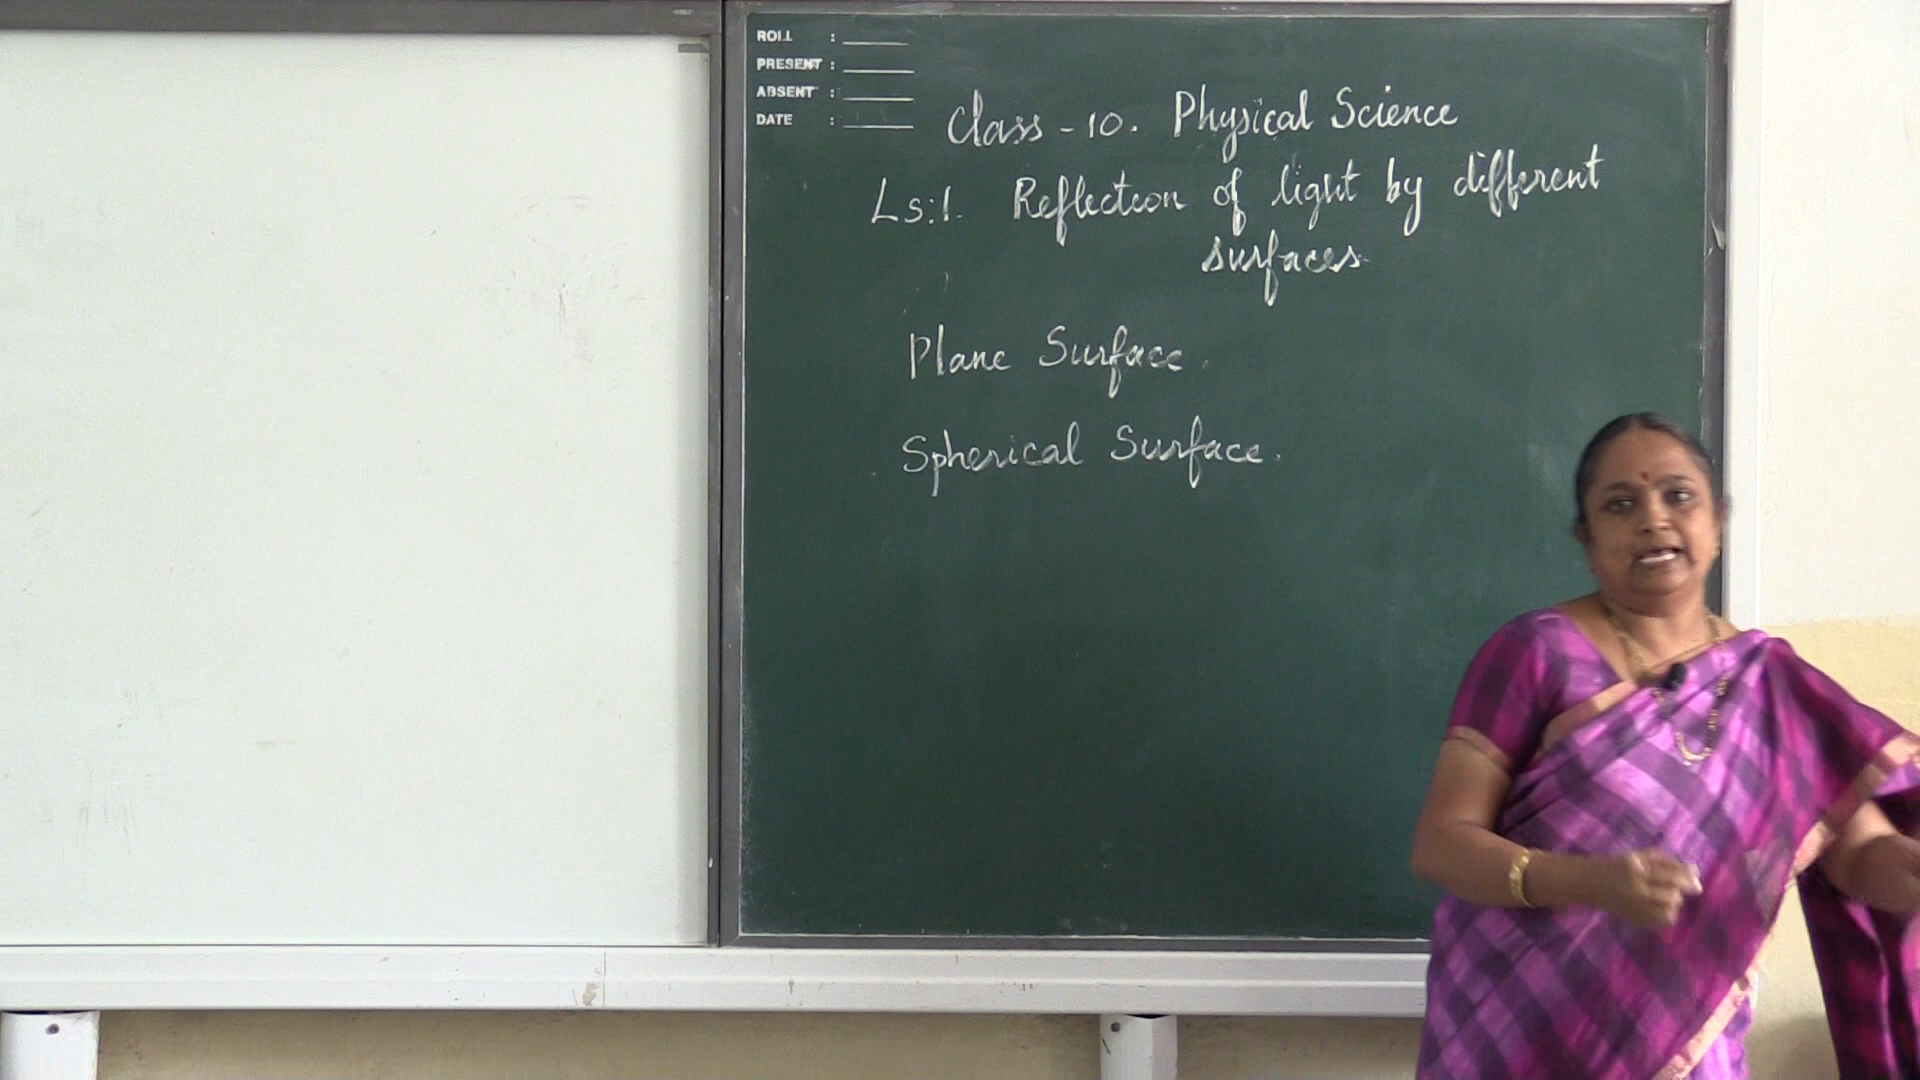 ROLL : 
PRESENT : 
ABSENT : 
DATE : 
Class - 10. Physical Science
Ls:1. Reflection of light by different
surfaces.
Plane Surface.
Spherical Surface.